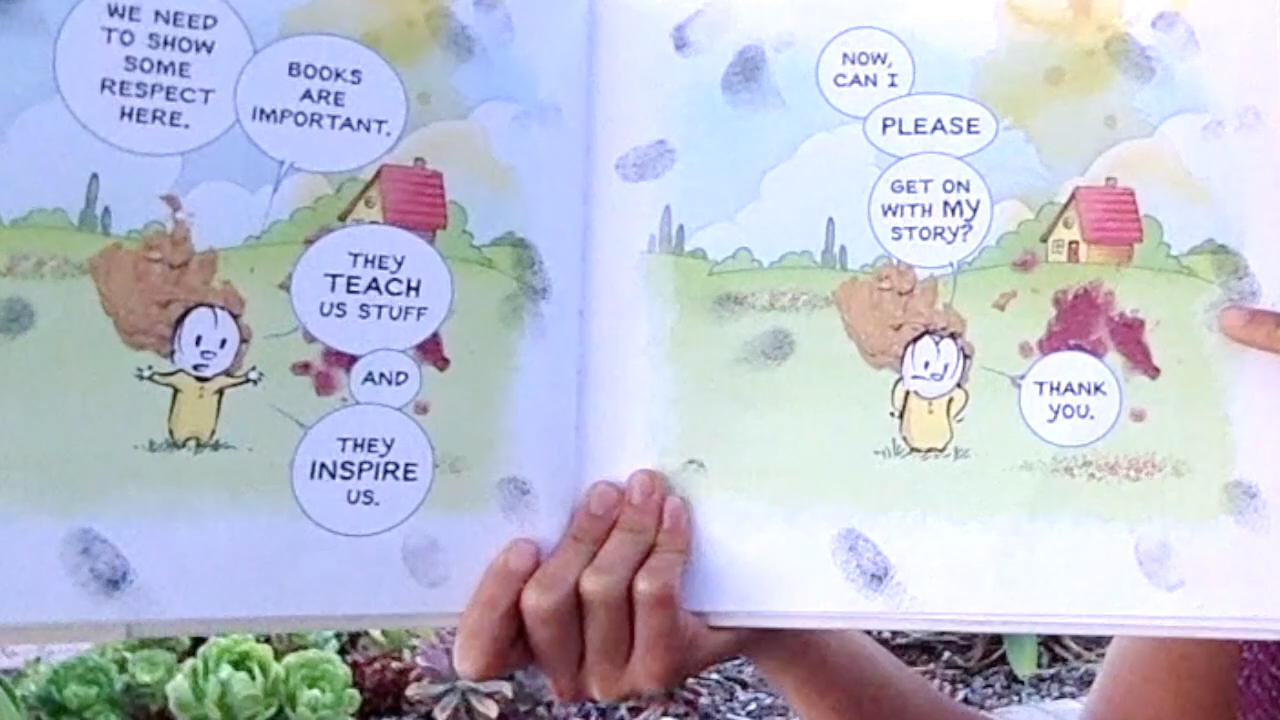 WE NEED
TO SHOW
SOME
RESPECT
HERE.
BOOKS
ARE
IMPORTANT.
THEY
TEACH
US STUFF
AND
THEY
INSPIRE
US.
NOW,
CAN I
PLEASE
GET ON
WITH MY
STORY?
THANK
YOU.